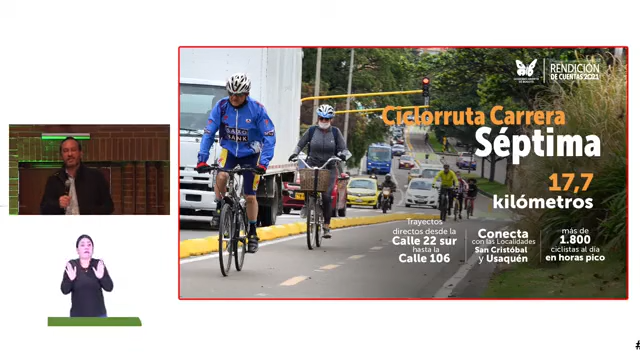 RENDICIÓN
DE CUENTAS 2021
Ciclorruta Carrera
Séptima
17,7
kilómetros
Trayectos
directos desde la
Calle 22 sur
hasta la
Calle 106
Conecta
con las Localidades
San Cristóbal
y Usaquén
más de
1.800
ciclistas al día
en horas pico
#